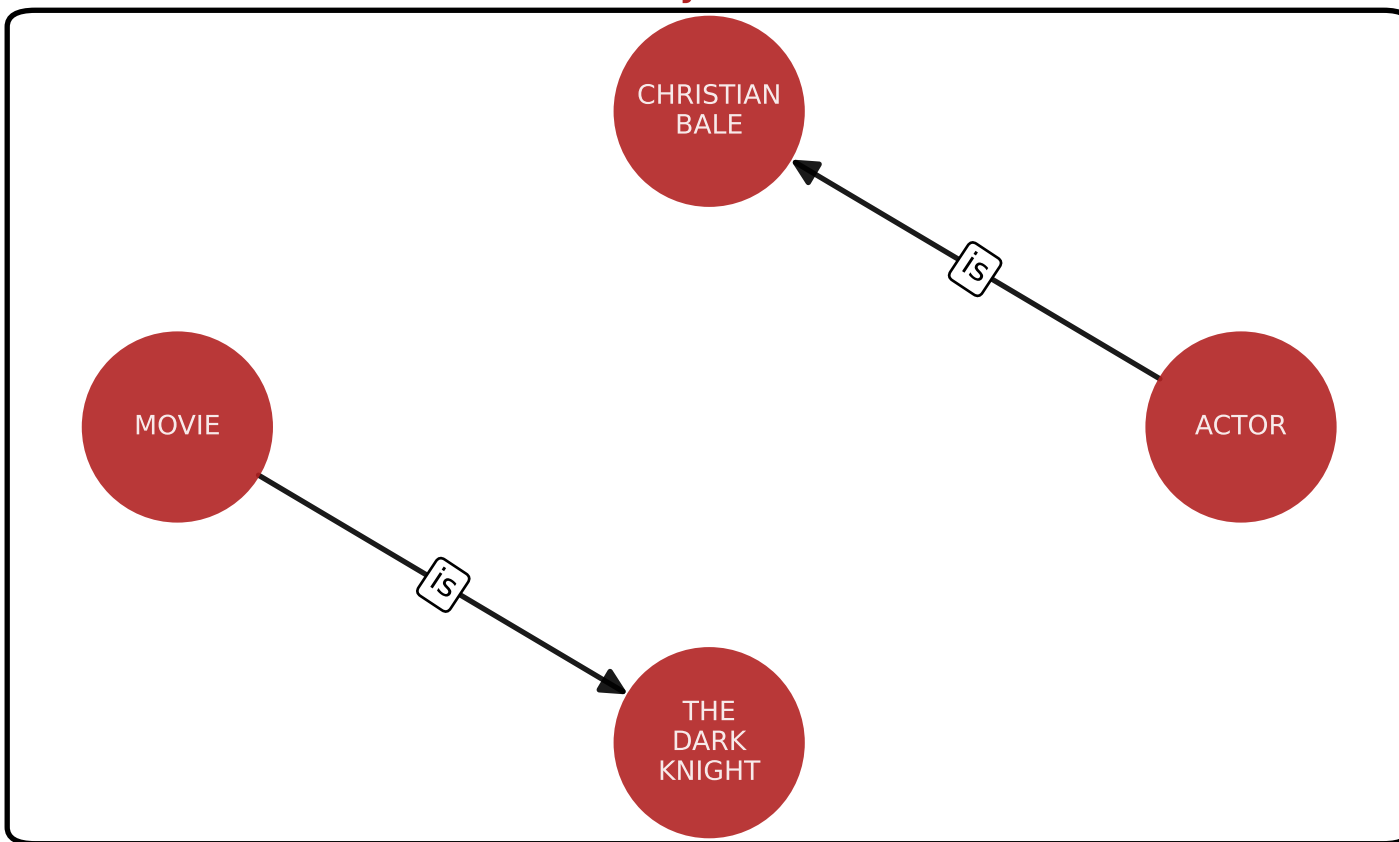 CHRISTIAN
BALE
is
MOVIE
ACTOR
is
THE
DARK
KNIGHT